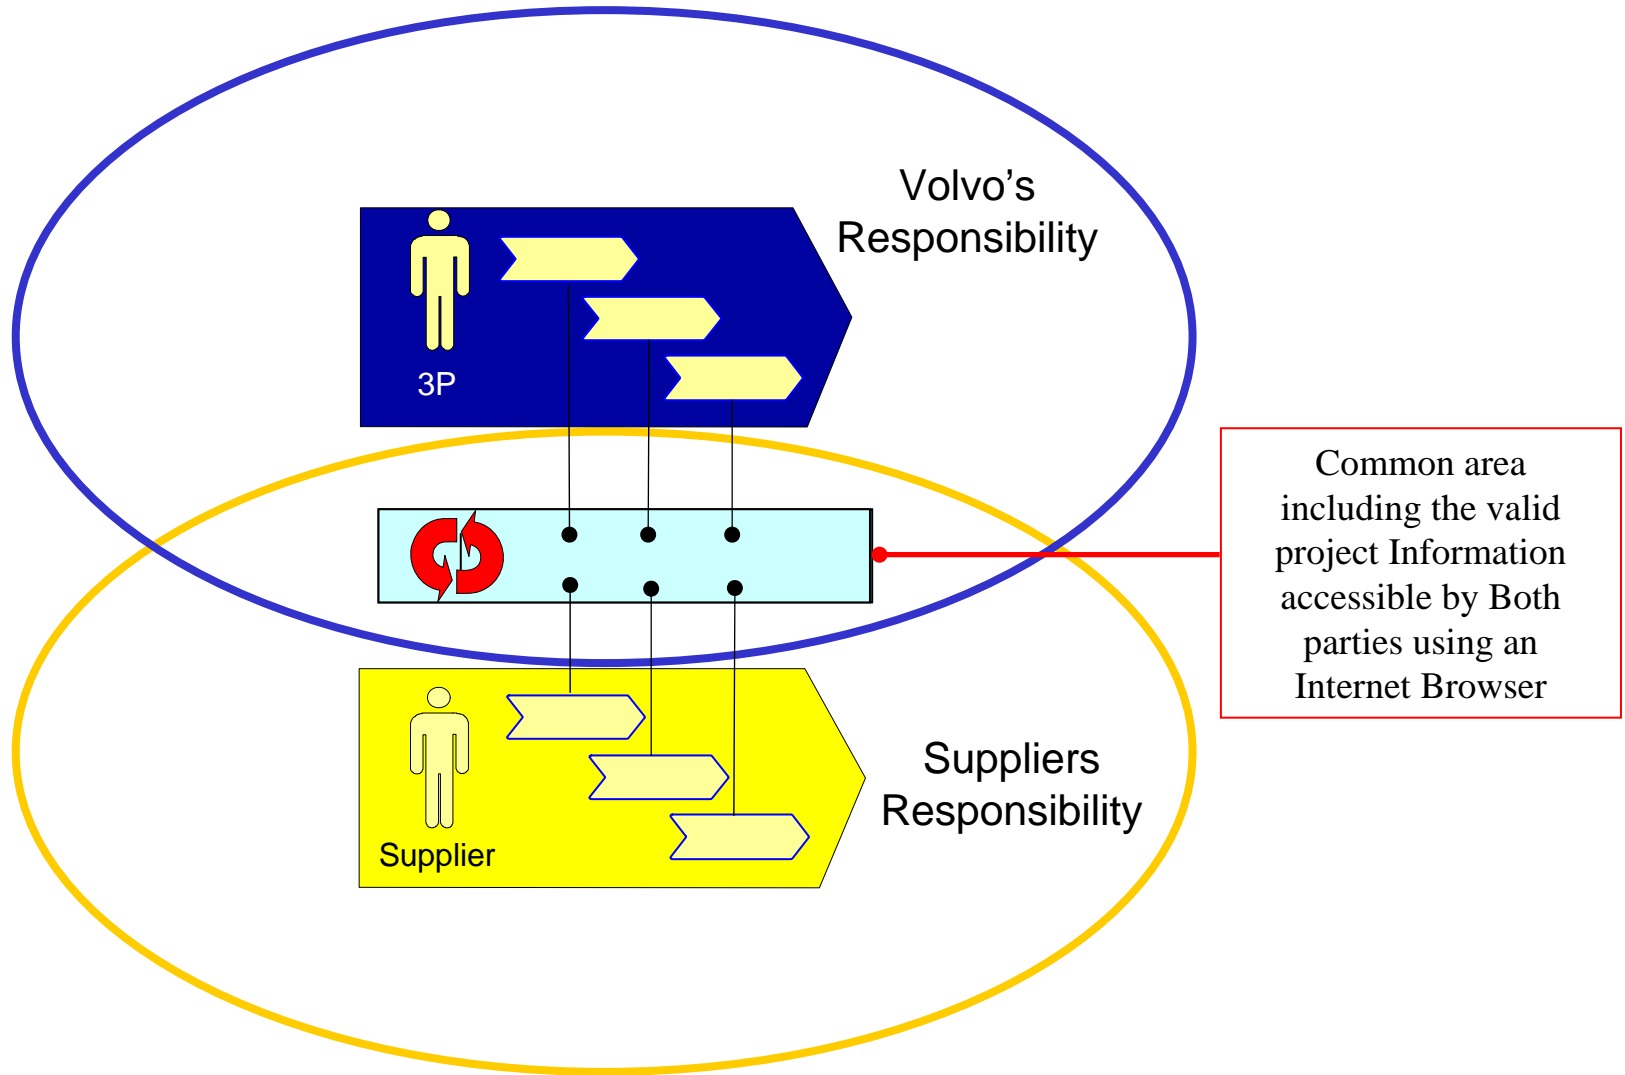 Volvo’s
Responsibility
3P
Common area
including the valid
project Information
accessible by Both
parties using an
Internet Browser
Suppliers
Responsibility
Supplier